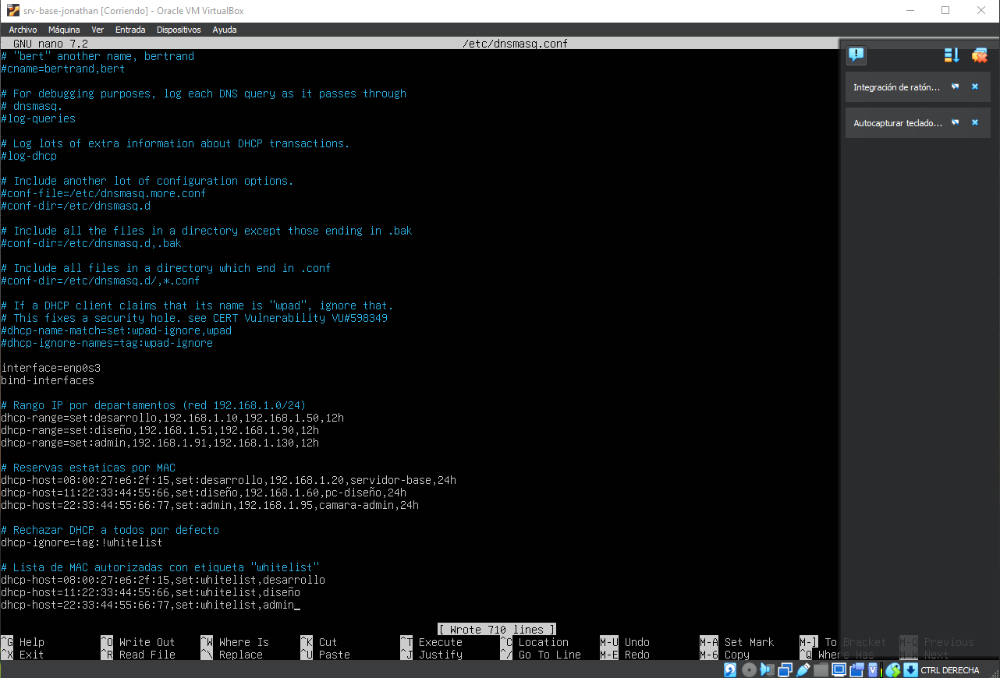 srv-base-jonathan [Corriendo] - Oracle VM VirtualBox
Archivo Máquina Ver Entrada Dispositivos Ayuda
GNU nano 7.2 /etc/dnsmasq.conf
# "bert" another name, bertrand
#cname=bertrand,bert
# For debugging purposes, log each DNS query as it passes through
# dnsmasq.
#log-queries
# Log lots of extra information about DHCP transactions.
#log-dhcp
# Include another lot of configuration options.
#conf-file=/etc/dnsmasq.more.conf
#conf-dir=/etc/dnsmasq.d
# Include all the files in a directory except those ending in .bak
#conf-dir=/etc/dnsmasq.d,.bak
# Include all files in a directory which end in .conf
#conf-dir=/etc/dnsmasq.d/,*.conf
# If a DHCP client claims that its name is "wpad", ignore that.
# This fixes a security hole. see CERT Vulnerability VU#598349
#dhcp-name-match=set:wpad-ignore,wpad
#dhcp-ignore-names=tag:wpad-ignore
interface=enp0s3
bind-interfaces
# Rango IP por departamentos (red 192.168.1.0/24)
dhcp-range=set:desarrollo,192.168.1.10,192.168.1.50,12h
dhcp-range=set:diseño,192.168.1.51,192.168.1.90,12h
dhcp-range=set:admin,192.168.1.91,192.168.1.130,12h
# Reservas estaticas por MAC
dhcp-host=08:00:27:e6:2f:15,set:desarrollo,192.168.1.20,servidor-base,24h
dhcp-host=11:22:33:44:55:66,set:diseño,192.168.1.60,pc-diseño,24h
dhcp-host=22:33:44:55:66:77,set:admin,192.168.1.95,camara-admin,24h
# Rechazar DHCP a todos por defecto
dhcp-ignore=tag:!whitelist
# Lista de MAC autorizadas con etiqueta "whitelist"
dhcp-host=08:00:27:e6:2f:15,set:whitelist,desarrollo
dhcp-host=11:22:33:44:55:66,set:whitelist,diseño
dhcp-host=22:33:44:55:66:77,set:whitelist,admin_
[ Wrote 710 lines ]
^G Help ^O Write Out ^W Where Is ^K Cut ^T Execute ^C Location M-U Undo M-A Set Mark M-] To Bracket M-Q Previous
^X Exit ^R Read File ^\ Replace ^U Paste ^J Justify ^/ Go To Line M-E Redo M-6 Copy ^Q Where Was M-W Next
Integración de ratón...
Autocapturar teclado...
CTRL DERECHA